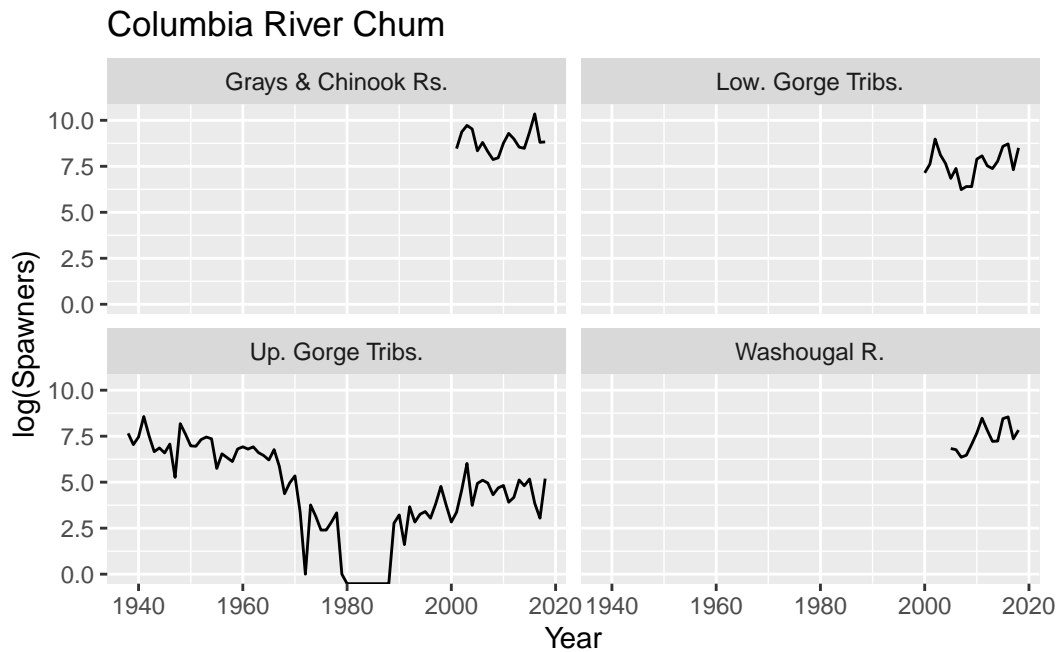 Columbia River Chum
Grays & Chinook Rs.
Low. Gorge Tribs.
10.0
7.5
5.0
2.5
0.0
Up. Gorge Tribs.
Washougal R.
10.0
7.5
5.0
2.5
0.0
log(Spawners)
1940 1960 1980 2000 2020 1940 1960 1980 2000 2020
Year